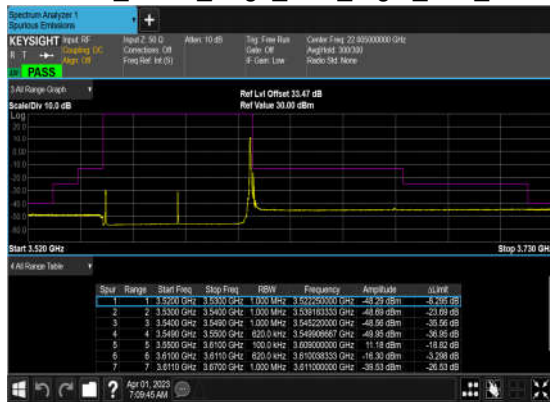 Spectrum Analyzer 1
Spurious Emissions
+
KEYSIGHT
R T
PASS
Input: RF
Coupling: DC
Align: Off
Input Z: 50 Ω
Corrections: Off
Freq Ref: Int (S)
Atten: 10 dB
Trig: Free Run
Gate: Off
IF Gain: Low
Center Freq: 22.005000000 GHz
Avg|Hold: 300/300
Radio Std: None
3 All Range Graph
Scale/Div 10.0 dB
Ref Lvl Offset 33.47 dB
Ref Value 30.00 dBm
Log
Start 3.520 GHz
Stop 3.730 GHz
4 All Range Table
Spur Range Start Freq Stop Freq RBW Frequency Amplitude ΔLimit
1 1 3.5200 GHz 3.5300 GHz 1.000 MHz 3.522250000 GHz -48.29 dBm
2 2 3.5300 GHz 3.5400 GHz 1.000 MHz 3.539183333 GHz -48.69 dBm -23.69 dB
3 3 3.5400 GHz 3.5490 GHz 1.000 MHz 3.545220000 GHz -48.56 dBm -35.56 dB
4 4 3.5490 GHz 3.5500 GHz 620.0 kHz 3.549906667 GHz -49.95 dBm -36.95 dB
5 5 3.5500 GHz 3.6100 GHz 100.0 kHz 3.609000000 GHz 11.18 dBm -18.82 dB
6 6 3.6100 GHz 3.6110 GHz 620.0 kHz 3.610038333 GHz -16.30 dBm -3.298 dB
7 7 3.6110 GHz 3.6700 GHz 1.000 MHz 3.611000000 GHz -39.53 dBm -26.53 dB
?
Apr 01, 2023
7:09:45 AM